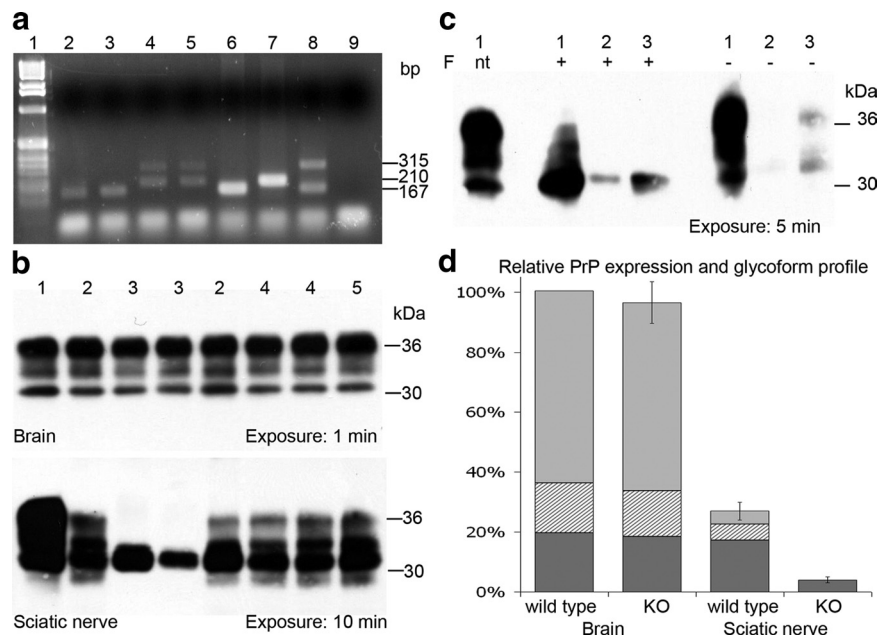 a
1 2 3 4 5 6 7 8 9
bp
315
210
167
b
1 2 3 3 2 4 4 5
kDa
36
30
Brain Exposure: 1 min
36
30
Sciatic nerve Exposure: 10 min
c
1 1 2 3 1 2 3
F nt + + + - - -
kDa
36
30
Exposure: 5 min
d
Relative PrP expression and glycoform profile
100%
80%
60%
40%
20%
0%
wild type KO wild type KO
Brain Sciatic nerve